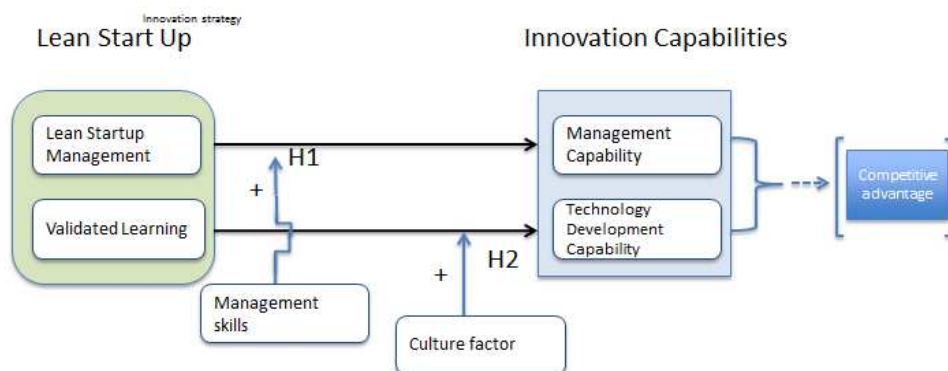 Innovation strategy
Lean Start Up
Innovation Capabilities
Lean Startup
Management
H1
Management
Capability
+
Competitive
advantage
Validated Learning
Technology
Development
Capability
H2
+
Management
skills
Culture factor